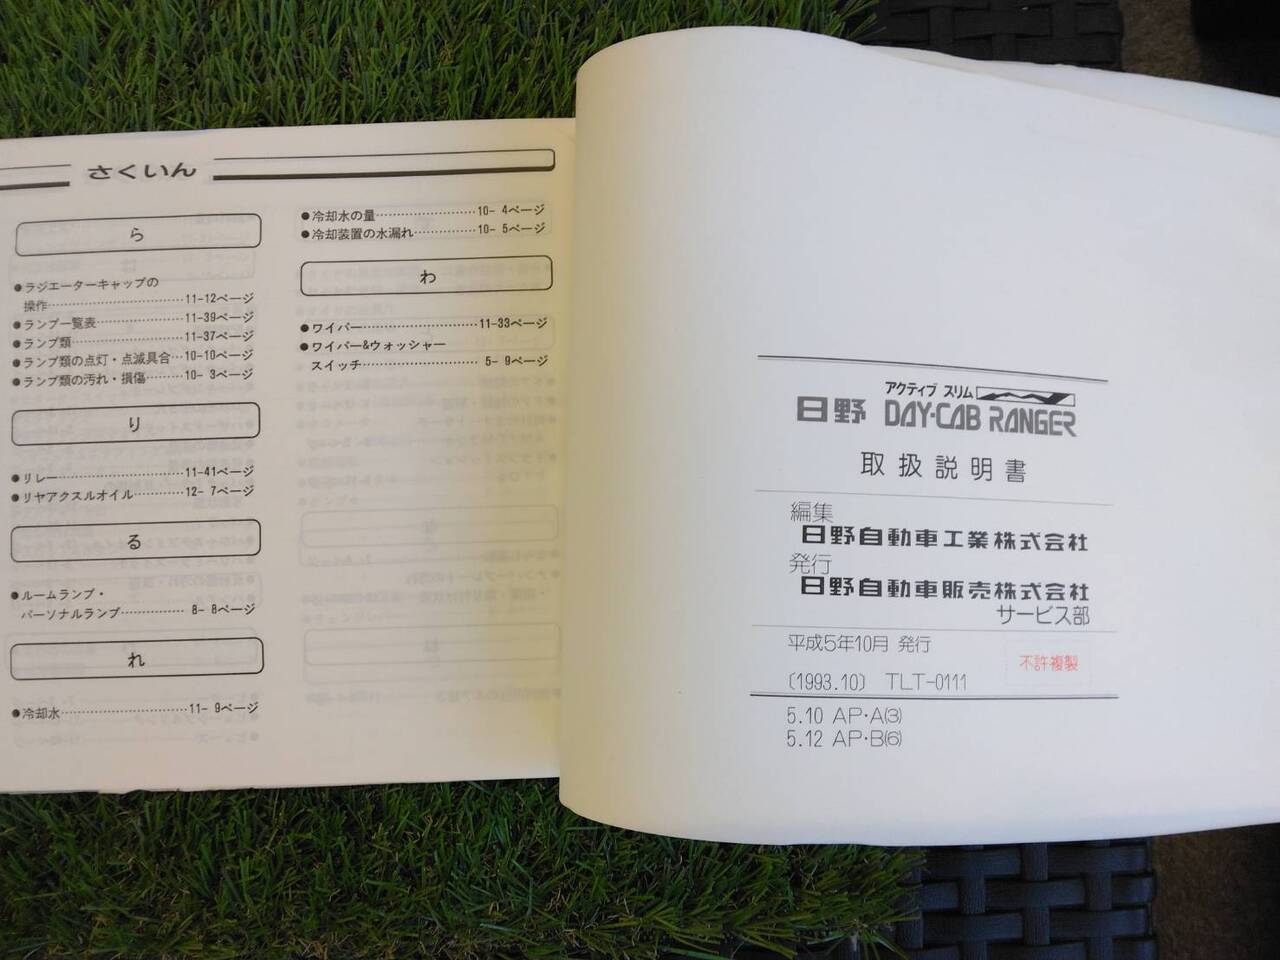 さくいん
ら
●ラジエーターキャップの
操作……………………11-12ページ
●ランプ一覧表……………11-39ページ
●ランプ類…………………11-37ページ
●ランプ類の点灯・点滅具合…10-10ページ
●ランプ類の汚れ・損傷……10- 3ページ
り
●リレー……………………11-41ページ
●リヤアクスルオイル………12- 7ページ
る
●ルームランプ・
パーソナルランプ…………8- 8ページ
れ
●冷却水……………………11- 9ページ
●冷却水の量………………10- 4ページ
●冷却装置の水漏れ…………10- 5ページ
わ
●ワイパー…………………11-33ページ
●ワイパー&ウォッシャー
スイッチ…………………5- 9ページ
アクティブ スリム
日野 DAY-CAB RANGER
取扱説明書
編集
日野自動車工業株式会社
発行
日野自動車販売株式会社
サービス部
平成5年10月 発行
不許複製
(1993.10) TLT-0111
5.10 AP・A(3)
5.12 AP・B(6)